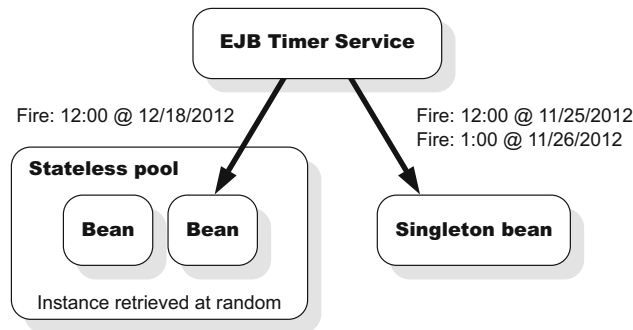 EJB Timer Service
Fire: 12:00 @ 12/18/2012
Fire: 12:00 @ 11/25/2012
Fire: 1:00 @ 11/26/2012
Stateless pool
Bean
Bean
Singleton bean
Instance retrieved at random